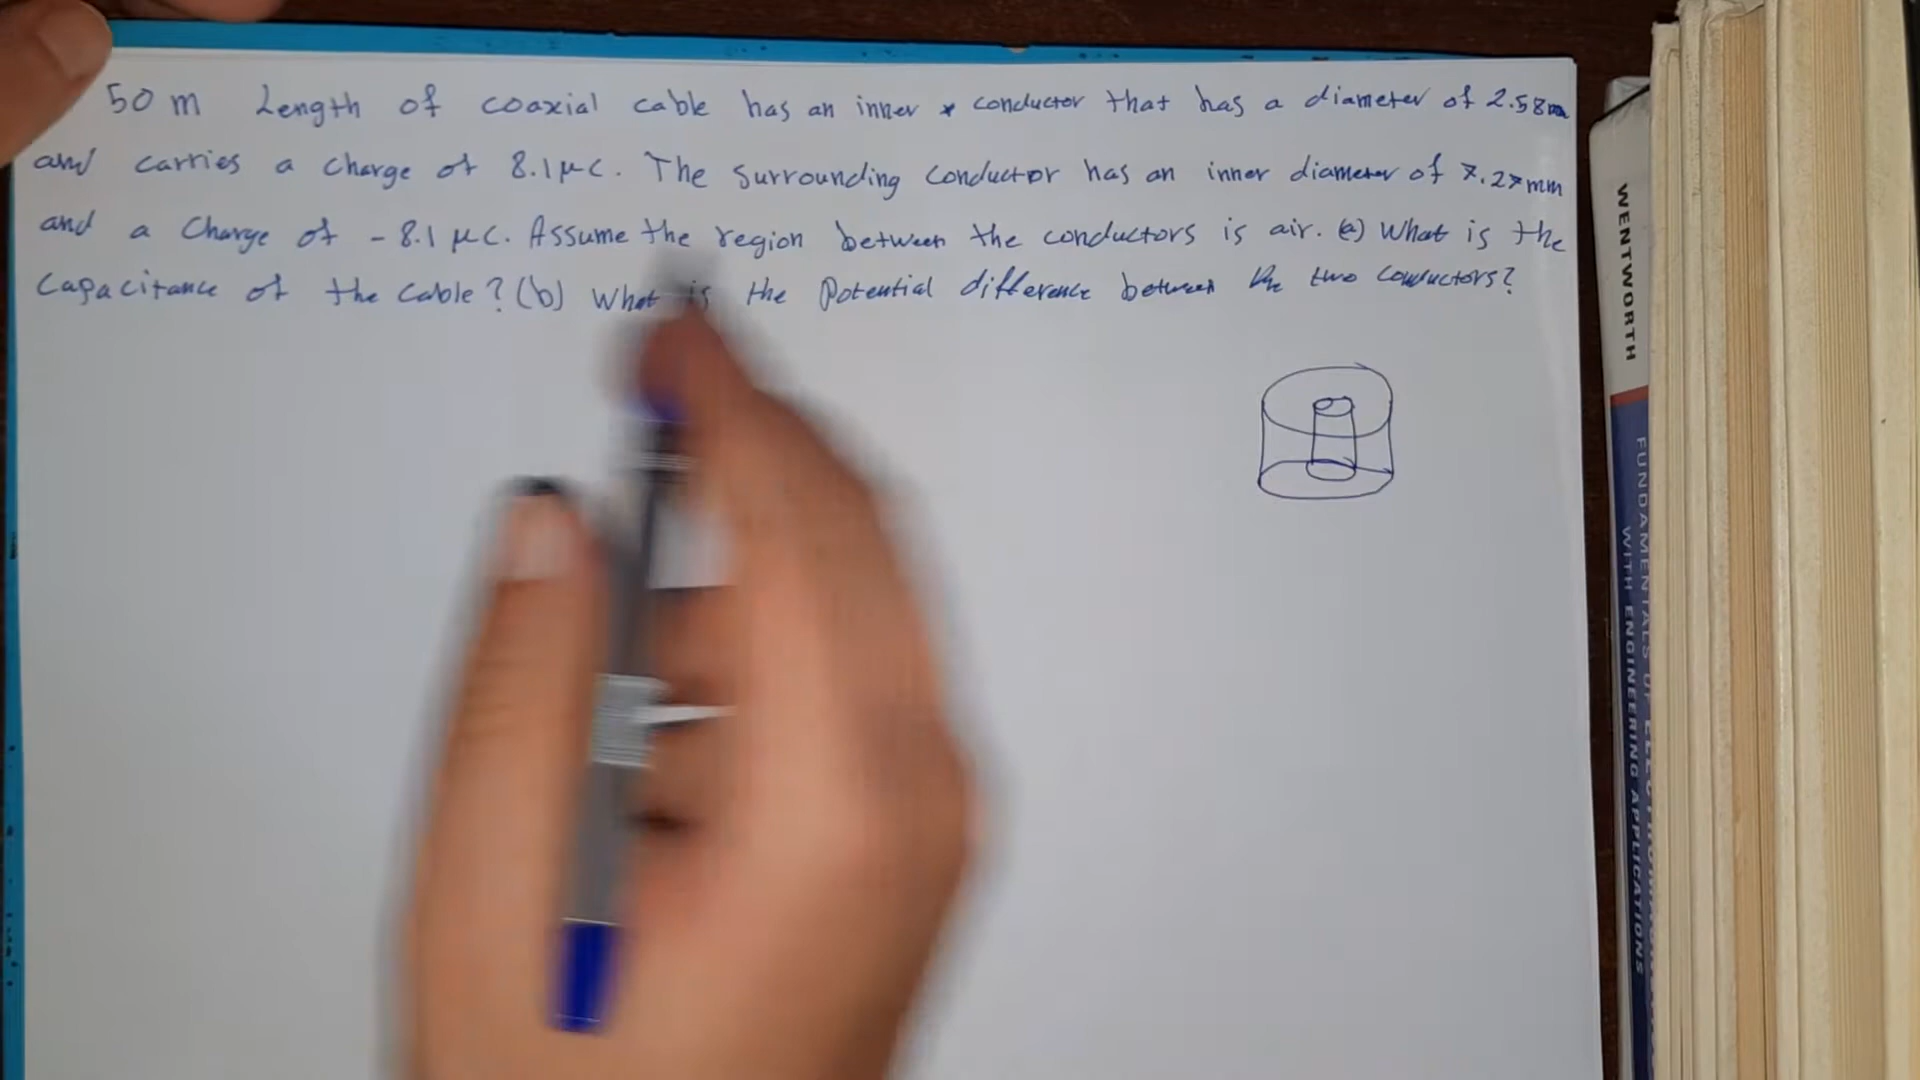 50 m Length of coaxial cable has an inner conductor that has a diameter of 2.58mm
and carries a charge of 8.1μC. The surrounding conductor has an inner diameter of 7.27mm
and a Charge of -8.1 μC. Assume the region between the conductors is air. (a) What is the
Capacitance of the Cable? (b) What is the Potential difference between the two Conductors?
WENTWORTH
FUNDAMENTALS OF
WITH ENGINEERING APPLICATIONS